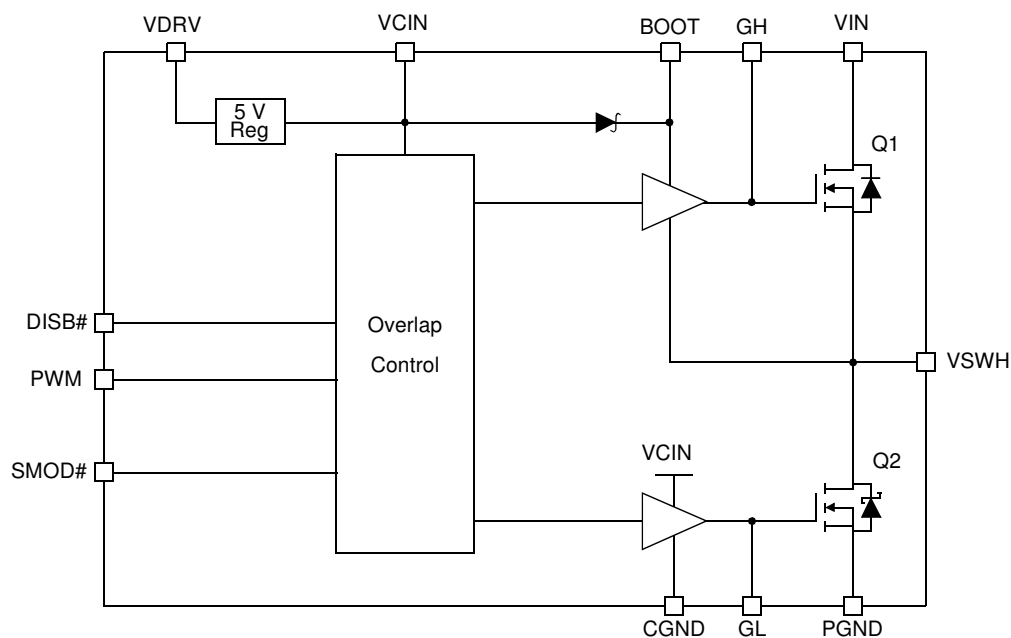 VDRV
VCIN
BOOT
GH
VIN
5 V
Reg
Q1
DISB#
Overlap
Control
PWM
VSWH
SMOD#
VCIN
Q2
CGND
GL
PGND